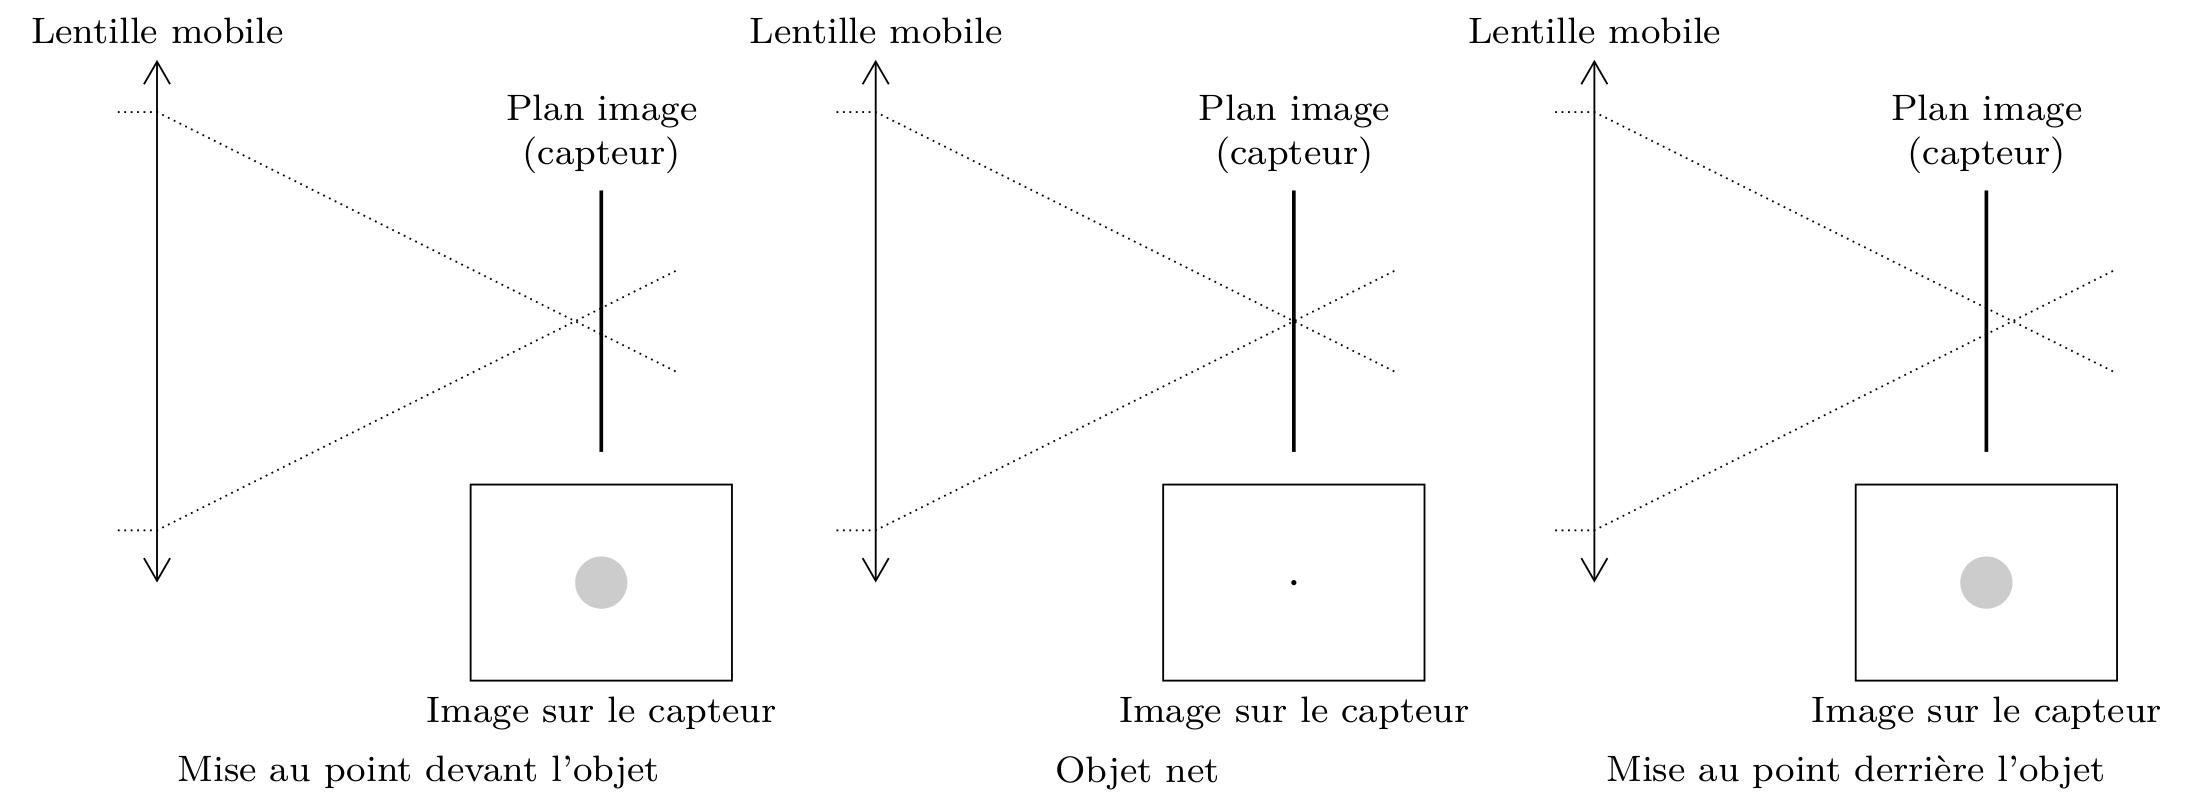 Lentille mobile
Plan image
(capteur)
Image sur le capteur
Mise au point devant l'objet
Lentille mobile
Plan image
(capteur)
Image sur le capteur
Objet net
Lentille mobile
Plan image
(capteur)
Image sur le capteur
Mise au point derrière l'objet